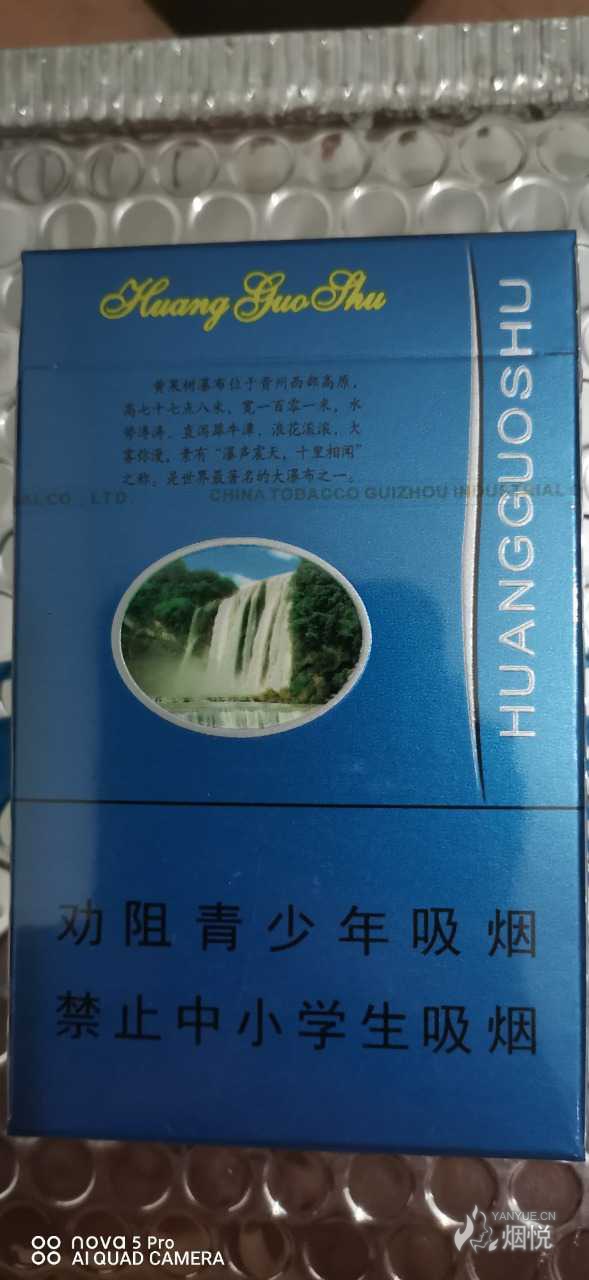 Huang Guo Shu
黄果树瀑布位于贵州西部高原，
高七十七点八米，宽一百零一米，水
势涛涛，直泻犀牛潭，浪花滚滚，大
雾弥漫，素有“瀑声震天，十里相闻”
之称。是世界最著名的大瀑布之一。
IAL CO., LTD. CHINA TOBACCO GUIZHOU INDUSTRIAL
HUANGGUOSHU
劝阻青少年吸烟
禁止中小学生吸烟
YANYUE.CN
烟悦
nova 5 Pro
AI QUAD CAMERA